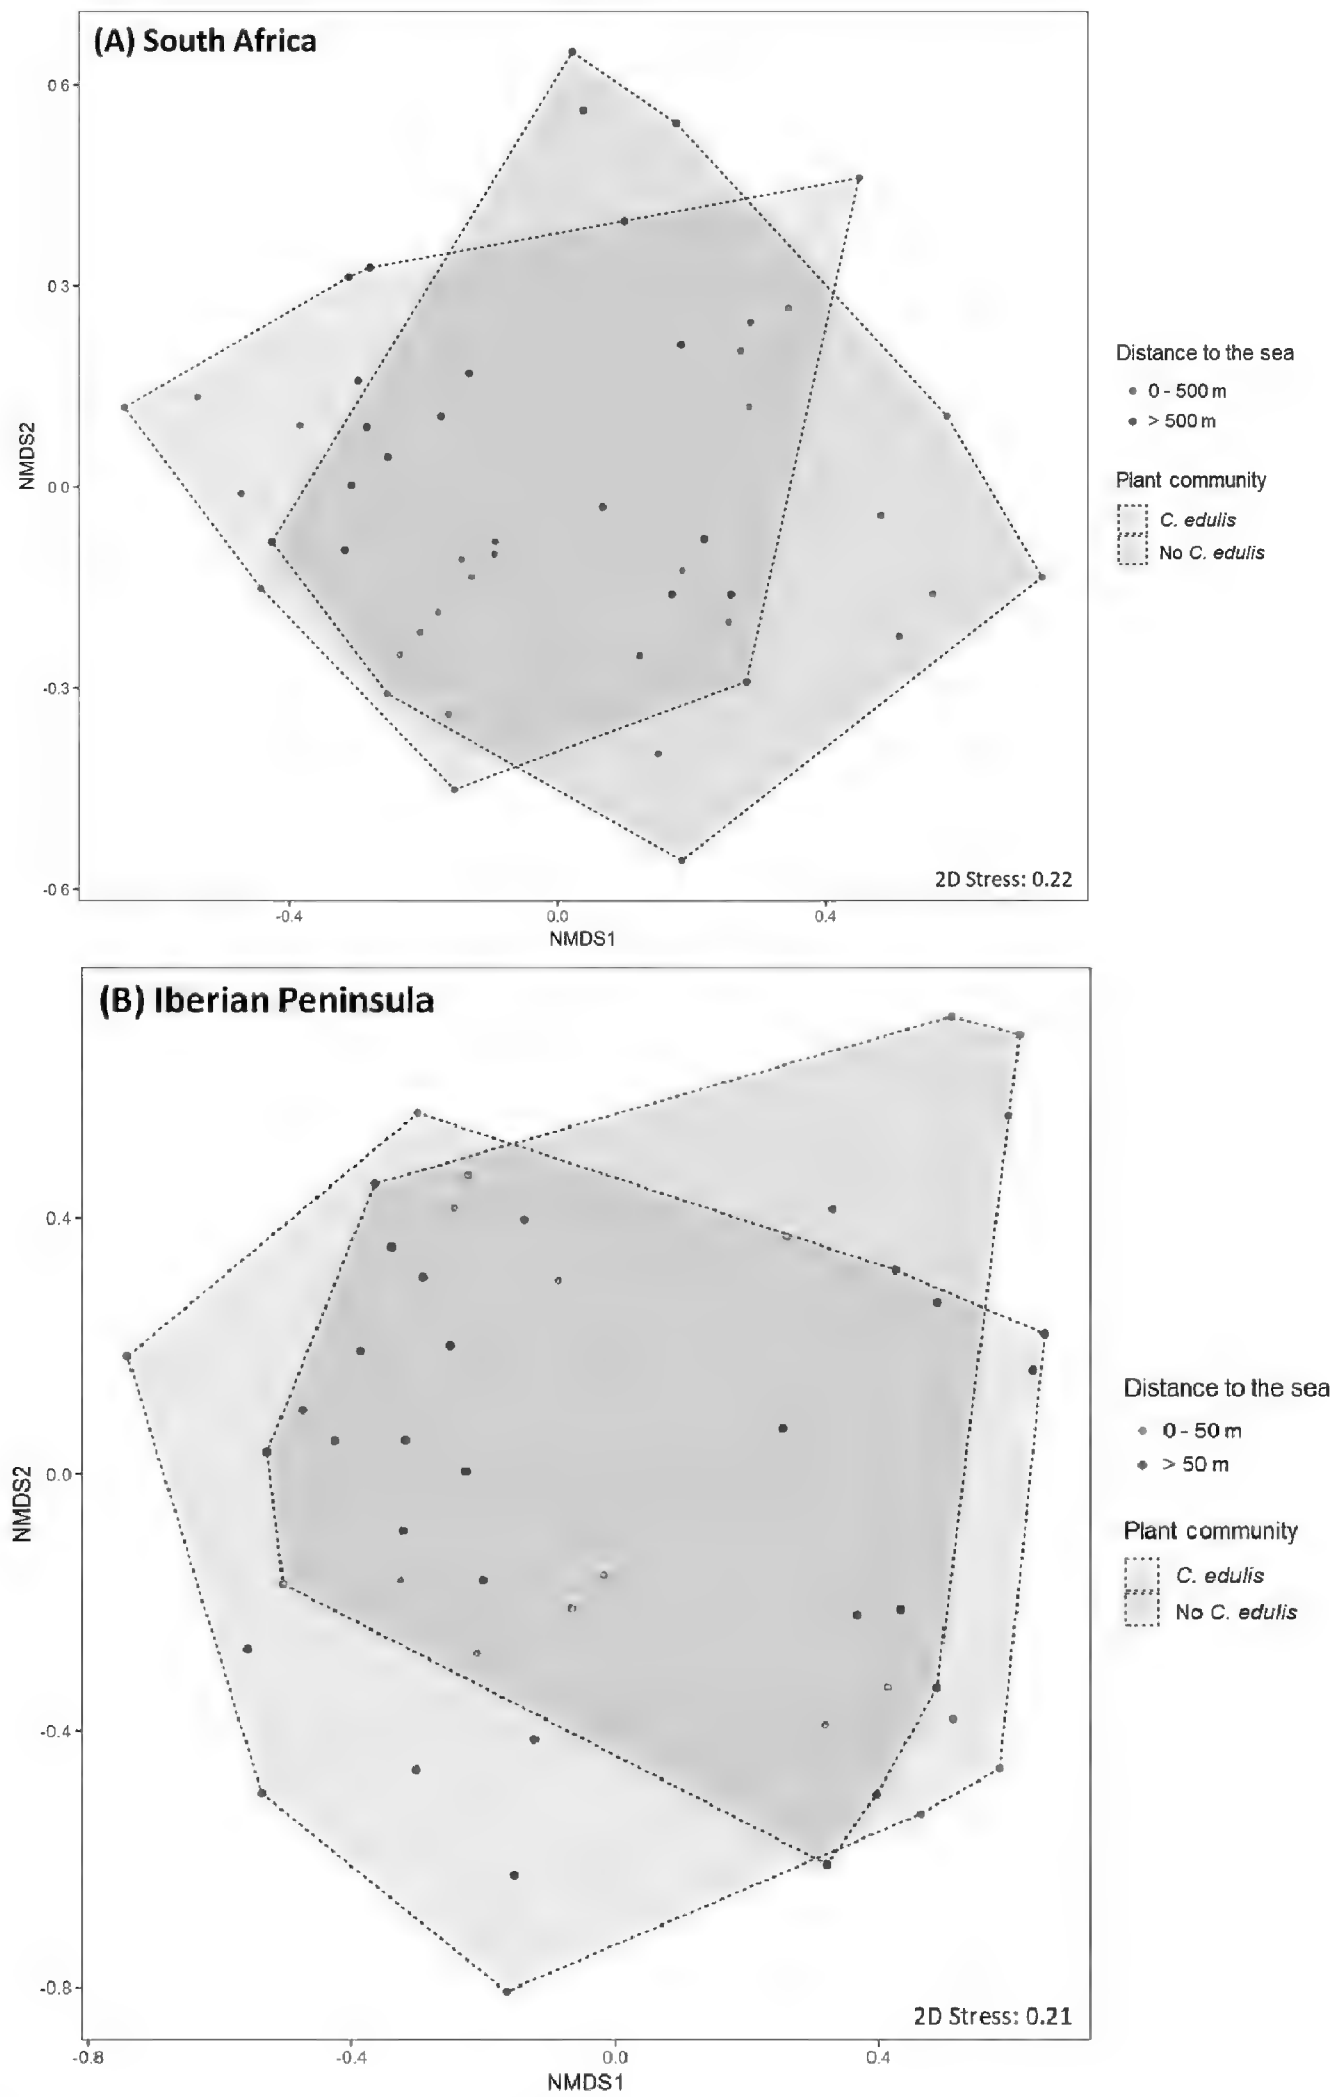 (A) South Africa
0 6
0 3
0 0
-0.3
-0 6
NMDS2
2D Stress: 0.22
-0.4
0.0
0.4
NMDS1
Distance to the sea
0 - 500 m
> 500 m
Plant community
C. edulis
No C. edulis
(B) Iberian Peninsula
0.4
0.0
-0.4
-0.8
NMDS2
2D Stress: 0.21
-0.8
-0.4
0.0
0.4
NMDS1
Distance to the sea
0 - 50 m
> 50 m
Plant community
C. edulis
No C. edulis